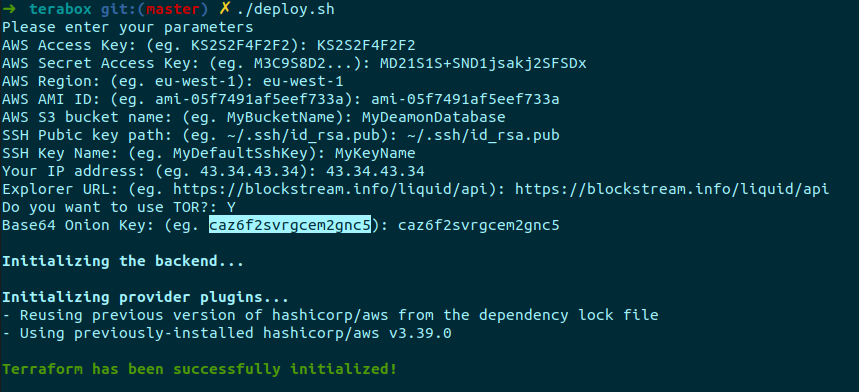 ➜ terabox git:(master) ✗ ./deploy.sh
Please enter your parameters
AWS Access Key: (eg. KS2S2F4F2F2): KS2S2F4F2F2
AWS Secret Access Key: (eg. M3C9S8D2...): MD21S1S+SND1jsakj2SFSDx
AWS Region: (eg. eu-west-1): eu-west-1
AWS AMI ID: (eg. ami-05f7491af5eef733a): ami-05f7491af5eef733a
AWS S3 bucket name: (eg. MyBucketName): MyDeamonDatabase
SSH Pubic key path: (eg. ~/.ssh/id_rsa.pub): ~/.ssh/id_rsa.pub
SSH Key Name: (eg. MyDefaultSshKey): MyKeyName
Your IP address: (eg. 43.34.43.34): 43.34.43.34
Explorer URL: (eg. https://blockstream.info/liquid/api): https://blockstream.info/liquid/api
Do you want to use TOR?: Y
Base64 Onion Key: (eg. caz6f2svrgcem2gnc5): caz6f2svrgcem2gnc5
Initializing the backend...
Initializing provider plugins...
- Reusing previous version of hashicorp/aws from the dependency lock file
- Using previously-installed hashicorp/aws v3.39.0
Terraform has been successfully initialized!